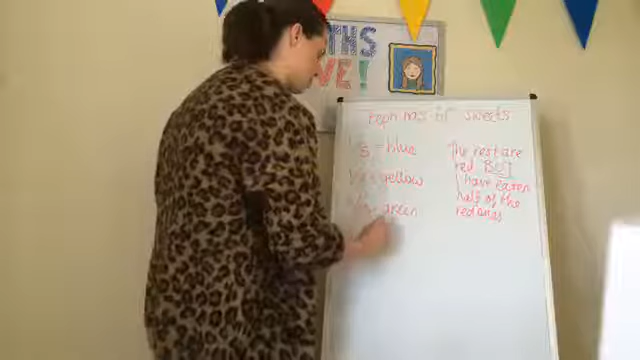 THS
VE!
sweets
1/5 = blue
yellow
green
The rest are
red BUT
I have eaten
half of the
red ones